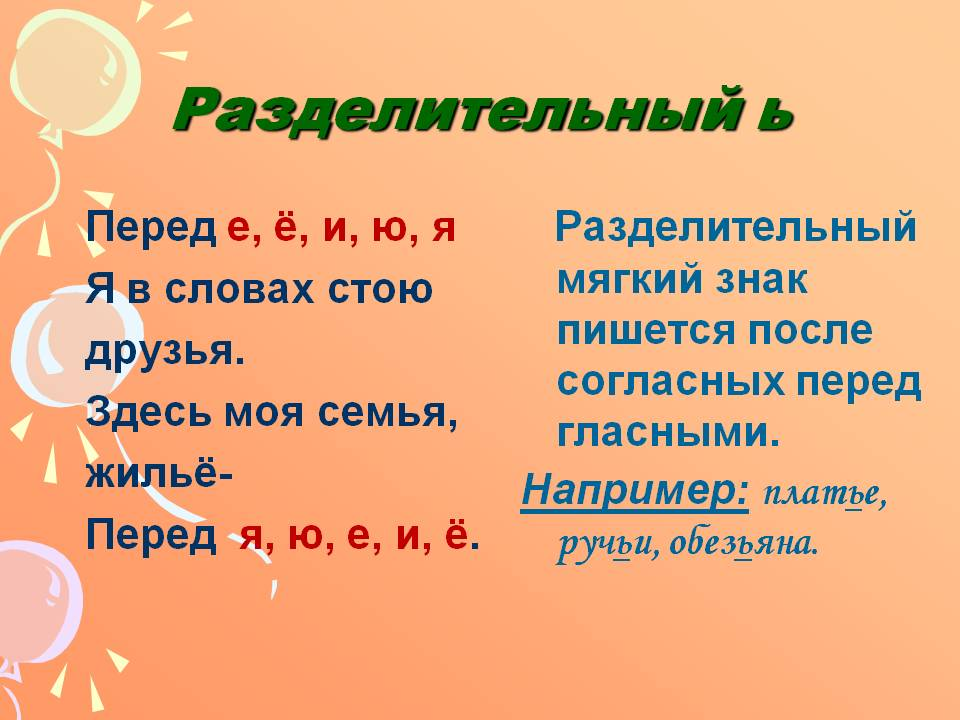 Разделительный ь
Перед е, ё, и, ю, я
Я в словах стою
друзья.
Здесь моя семья,
жильё-
Перед я, ю, е, и, ё.
Разделительный
мягкий знак
пишется после
согласных перед
гласными.
Например: платье,
ручьи, обезьяна.